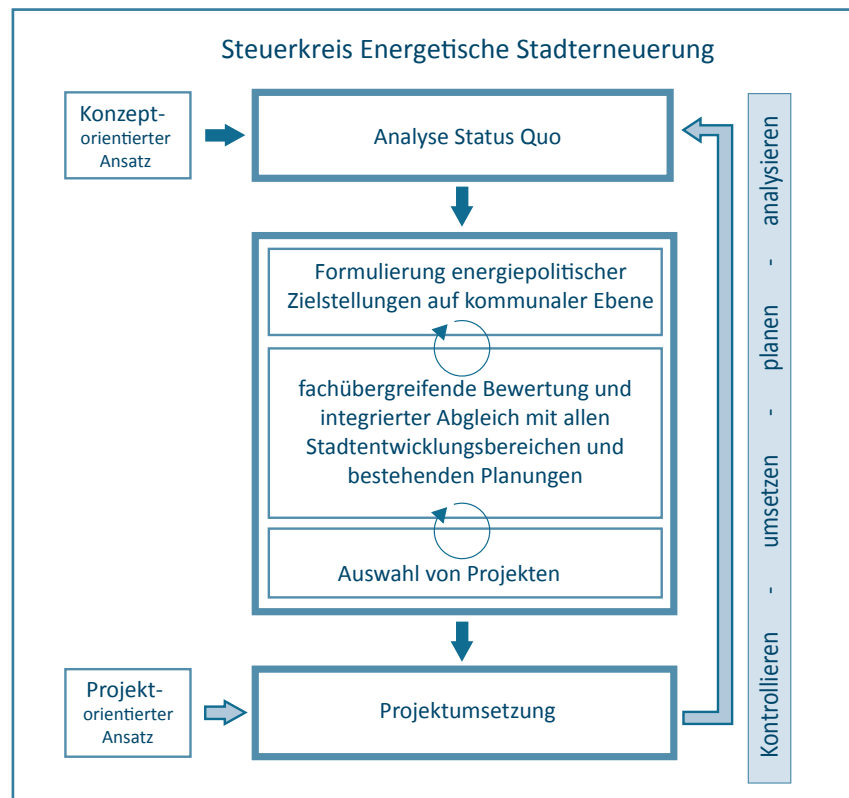 Steuerkreis Energetische Stadterneuerung
Konzept-
orientierter
Ansatz
Analyse Status Quo
Formulierung energiepolitischer
Zielstellungen auf kommunaler Ebene
fachübergreifende Bewertung und
integrierter Abgleich mit allen
Stadtentwicklungsbereichen und
bestehenden Planungen
Auswahl von Projekten
Projekt-
orientierter
Ansatz
Projektumsetzung
Kontrollieren - umsetzen - planen - analysieren